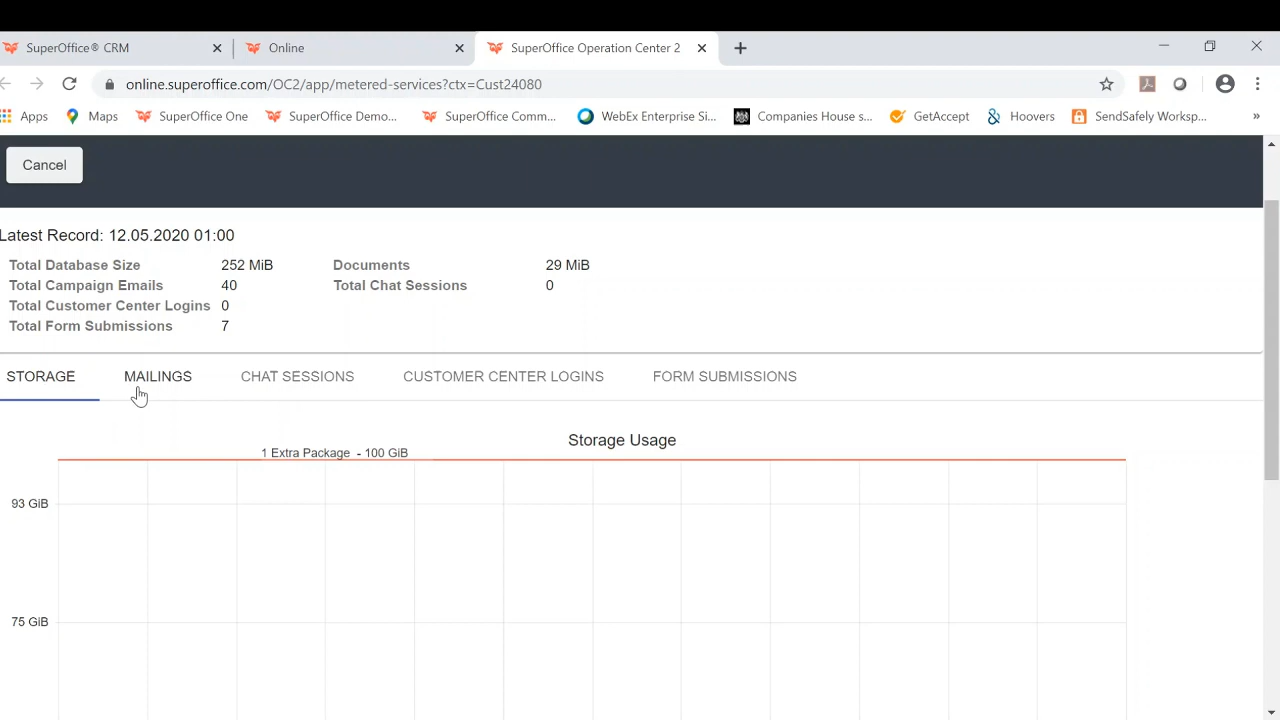 SuperOffice® CRM
Online
SuperOffice Operation Center 2
online.superoffice.com/OC2/app/metered-services?ctx=Cust24080
Apps Maps SuperOffice One SuperOffice Demo... SuperOffice Comm... WebEx Enterprise Si... Companies House s... GetAccept Hoovers SendSafely Worksp... »
Cancel
Latest Record: 12.05.2020 01:00
Total Database Size 252 MiB Documents 29 MiB
Total Campaign Emails 40 Total Chat Sessions 0
Total Customer Center Logins 0
Total Form Submissions 7
STORAGE MAILINGS CHAT SESSIONS CUSTOMER CENTER LOGINS FORM SUBMISSIONS
Storage Usage
1 Extra Package - 100 GiB
93 GiB
75 GiB